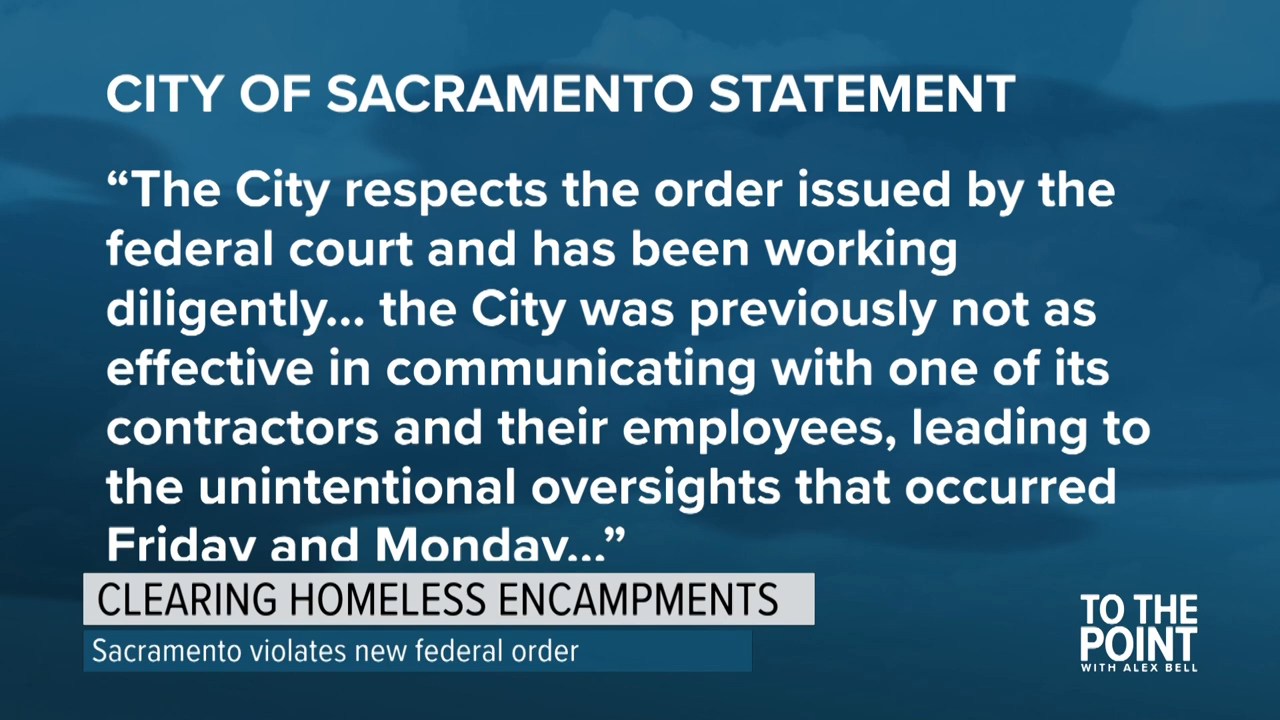 CITY OF SACRAMENTO STATEMENT
“The City respects the order issued by the
federal court and has been working
diligently... the City was previously not as
effective in communicating with one of its
contractors and their employees, leading to
the unintentional oversights that occurred
Friday and Monday...”
CLEARING HOMELESS ENCAMPMENTS
Sacramento violates new federal order
TO THE
POINT
WITH ALEX BELL